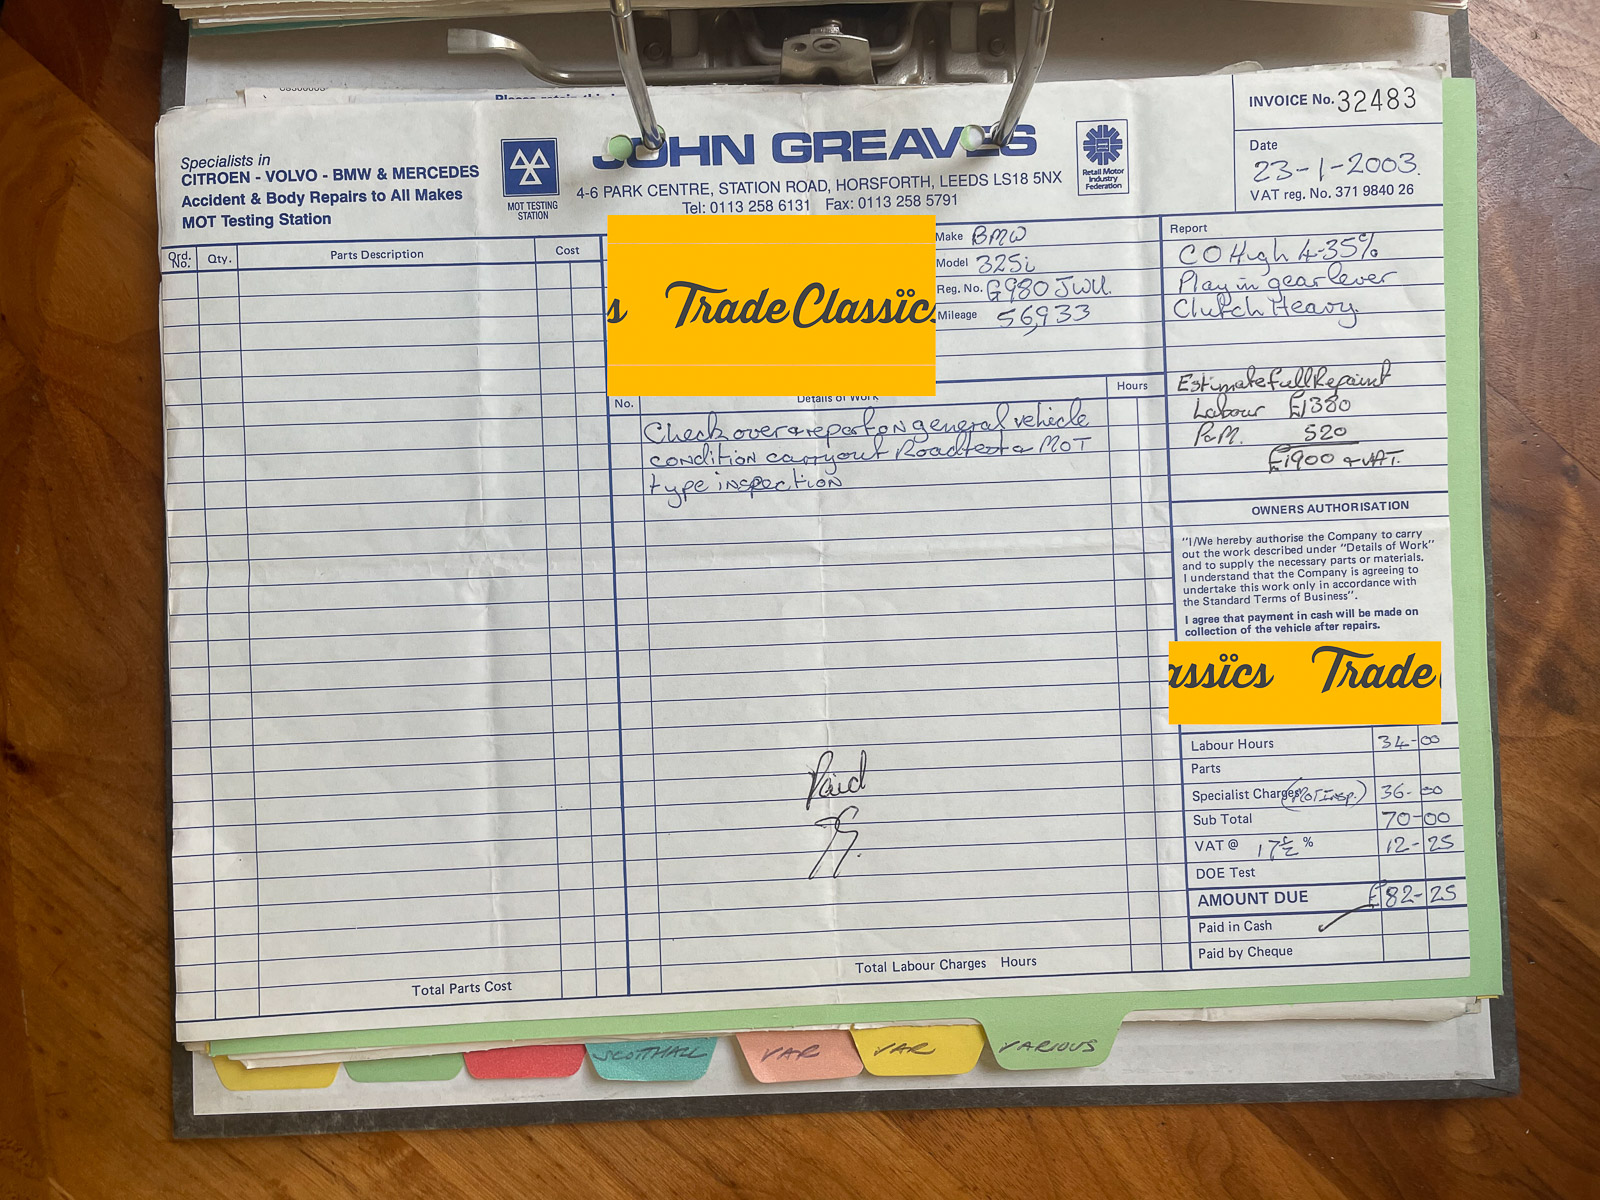 Specialists in
CITROEN - VOLVO - BMW & MERCEDES
Accident & Body Repairs to All Makes
MOT Testing Station
MOT TESTING
STATION
JOHN GREAVES
4-6 PARK CENTRE, STATION ROAD, HORSFORTH, LEEDS LS18 5NX
Tel: 0113 258 6131 Fax: 0113 258 5791
Retail Motor
Industry
Federation
INVOICE No. 32483
Date
23-1-2003.
VAT reg. No. 371 9840 26
Ord. No. Qty. Parts Description Cost
s Trade Classïcs
Make BMW
Model 325i
Reg. No. G980 JWU.
Mileage 56,933
Report
CO High 4.35%
Play in gear lever
Clutch Heavy.
Estimate full Repaint
Labour £1380
P&M. 520
£1900 + VAT.
No. Details of Work Hours
Check over & report on general vehicle
condition carryout Roadtest & MOT
type inspection
OWNERS AUTHORISATION
"I/We hereby authorise the Company to carry
out the work described under "Details of Work"
and to supply the necessary parts or materials.
I understand that the Company is agreeing to
undertake this work only in accordance with
the Standard Terms of Business".
I agree that payment in cash will be made on
collection of the vehicle after repairs.
assïcs Trade
Paid
Labour Hours 34-00
Parts
Specialist Charges (MOT Insp.) 36-00
Sub Total 70-00
VAT @ 17½ % 12-25
DOE Test
AMOUNT DUE £82-25
Paid in Cash
Paid by Cheque
Total Labour Charges Hours
Total Parts Cost
SCOTTHALL
VAR
VAR
VARIOUS